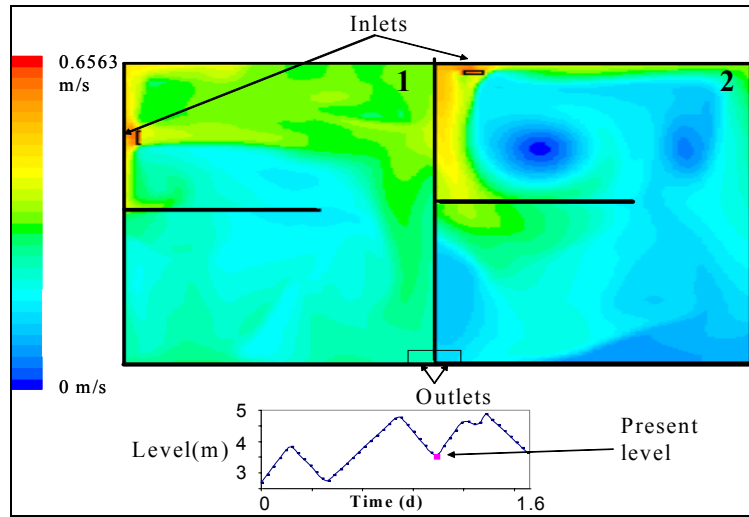 Inlets
0.6563
m/s
1
2
0 m/s
Outlets
5
4
3
Level(m)
Present
level
0
Time (d)
1.6